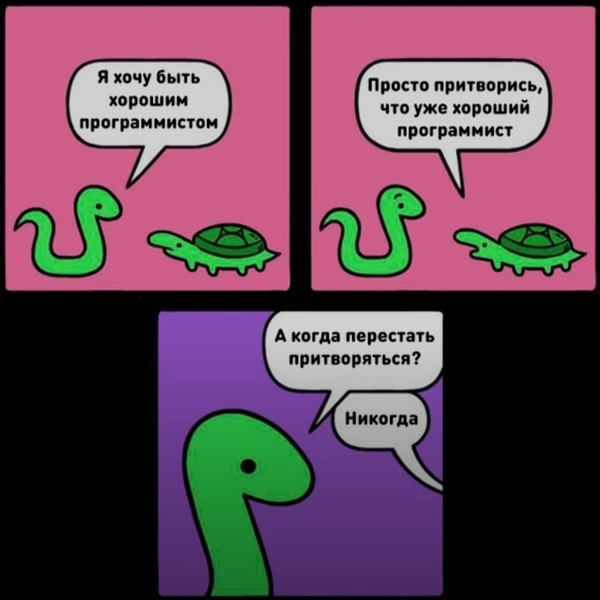 Я хочу быть
хорошим
программистом
Просто притворись,
что уже хороший
программист
А когда перестать
притворяться?
Никогда